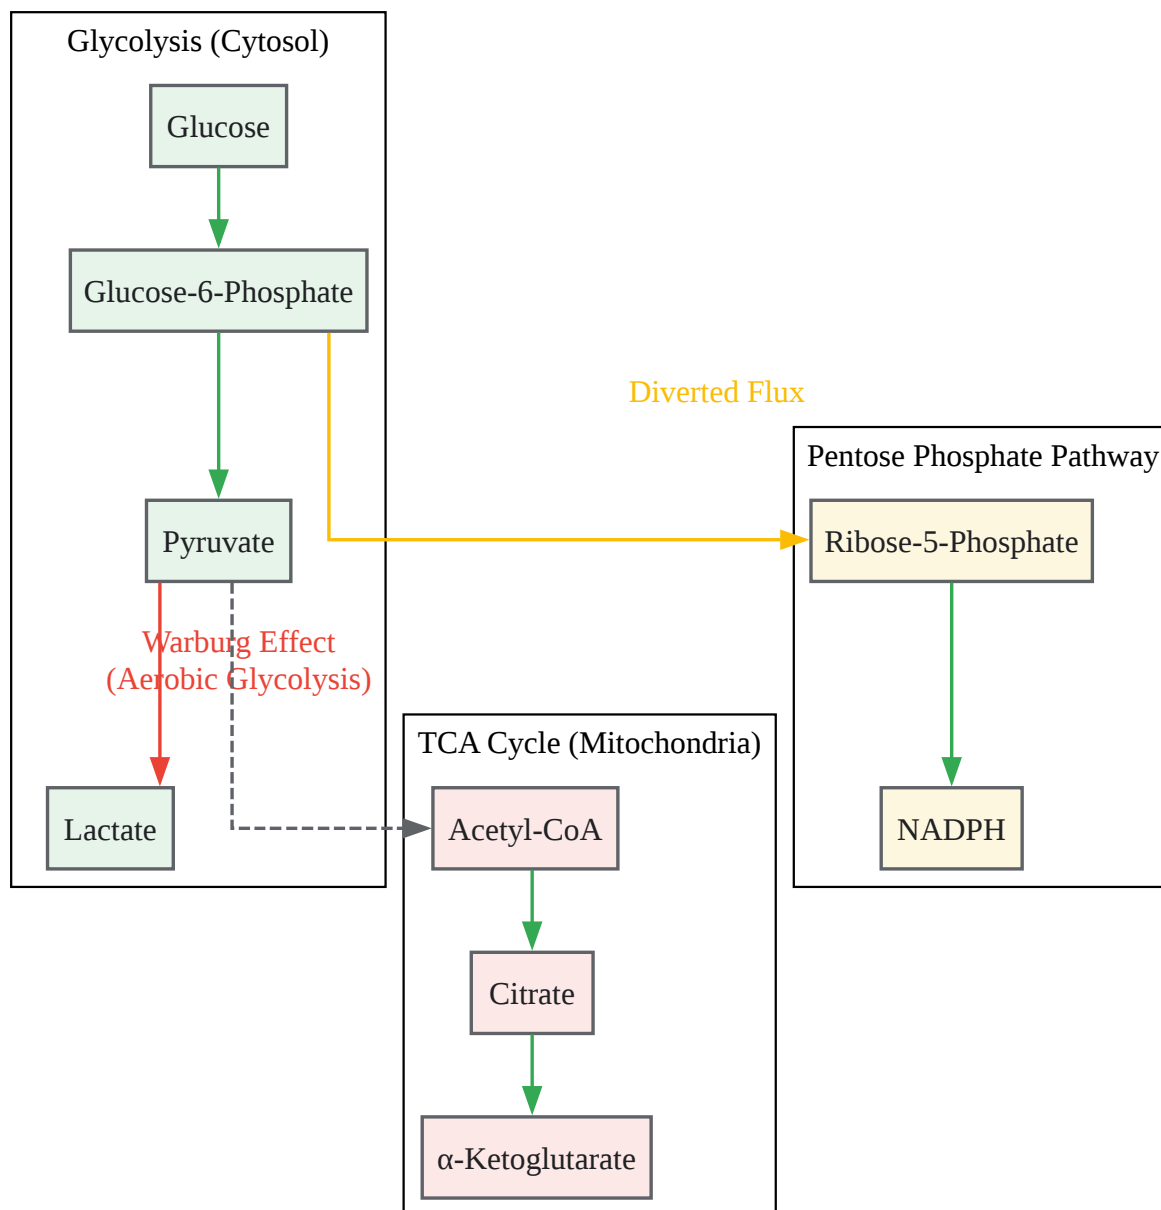 Glycolysis (Cytosol)
Glucose
Glucose-6-Phosphate
Diverted Flux
Pentose Phosphate Pathway
Pyruvate
Ribose-5-Phosphate
Warburg Effect
(Aerobic Glycolysis)
TCA Cycle (Mitochondria)
Lactate
Acetyl-CoA
NADPH
Citrate
α-Ketoglutarate